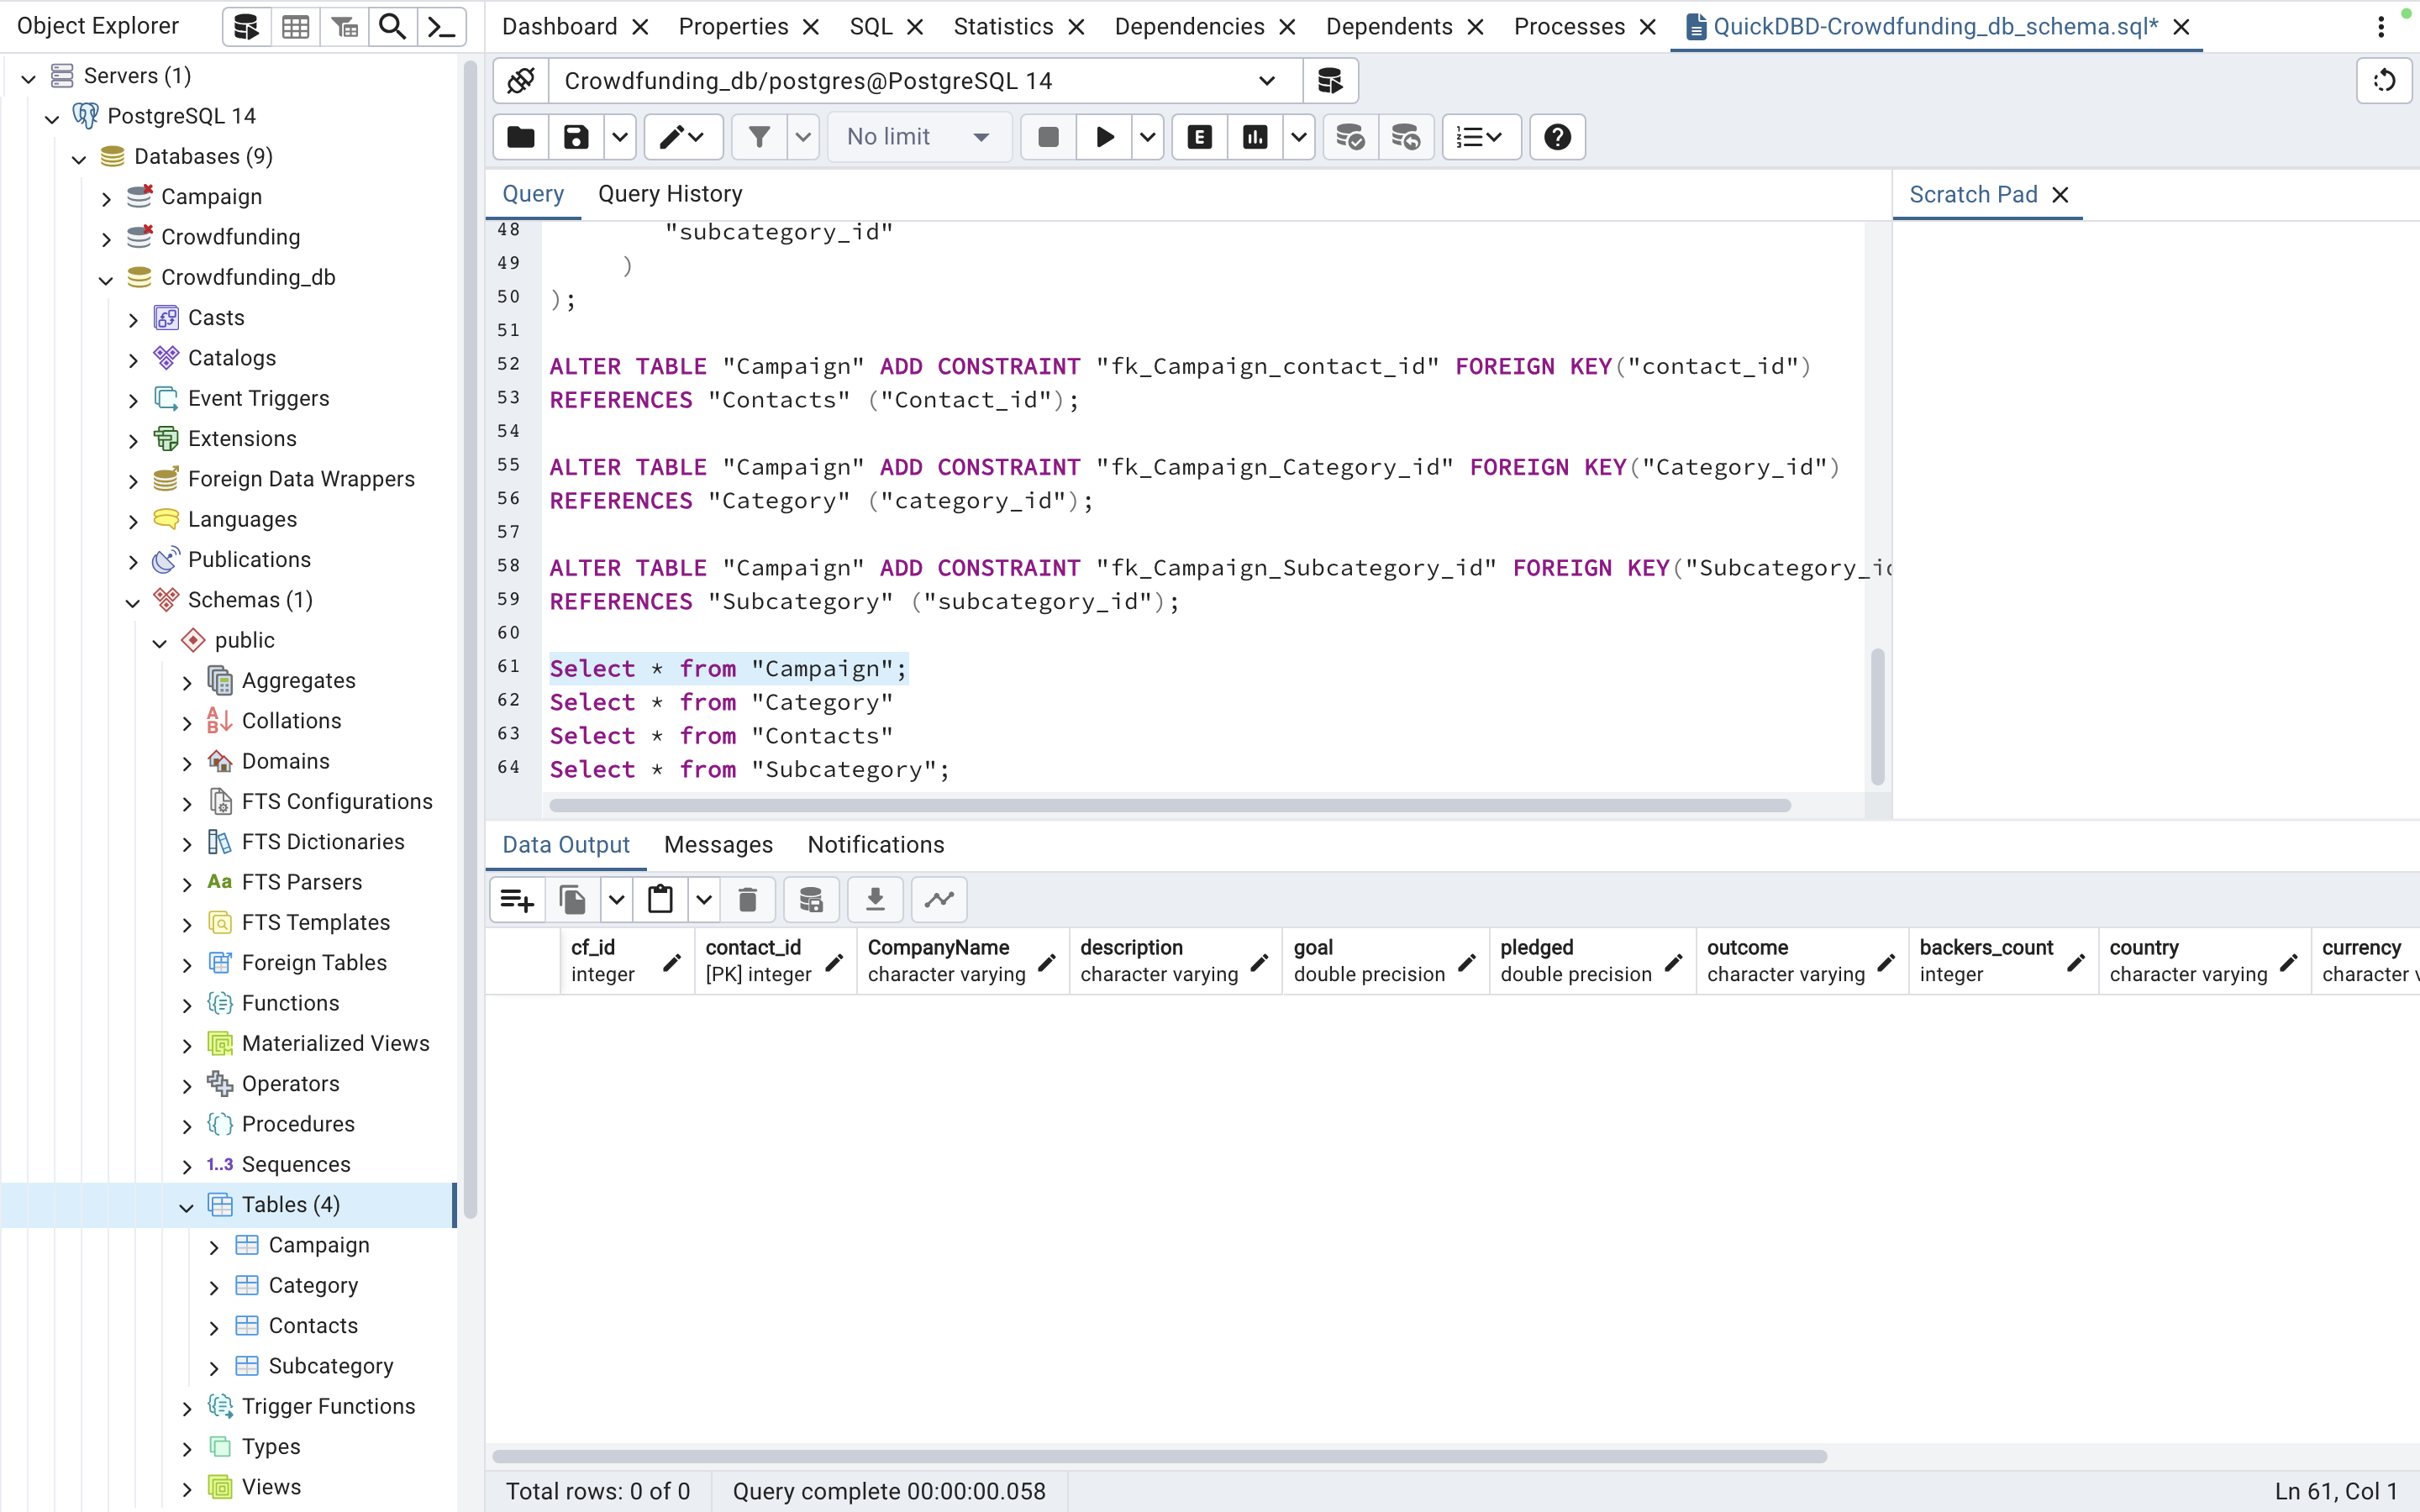 Object Explorer
Dashboard
Properties
SQL
Statistics
Dependencies
Dependents
Processes
QuickDBD-Crowdfunding_db_schema.sql*
Servers (1)
PostgreSQL 14
Databases (9)
Campaign
Crowdfunding
Crowdfunding_db
Casts
Catalogs
Event Triggers
Extensions
Foreign Data Wrappers
Languages
Publications
Schemas (1)
public
Aggregates
Collations
Domains
FTS Configurations
FTS Dictionaries
Aa FTS Parsers
FTS Templates
Foreign Tables
Functions
Materialized Views
Operators
Procedures
1..3 Sequences
Tables (4)
Campaign
Category
Contacts
Subcategory
Trigger Functions
Types
Views
Crowdfunding_db/postgres@PostgreSQL 14
No limit
E
Query
Query History
Scratch Pad
48 "subcategory_id"
49 )
50 );
51
52 ALTER TABLE "Campaign" ADD CONSTRAINT "fk_Campaign_contact_id" FOREIGN KEY("contact_id")
53 REFERENCES "Contacts" ("Contact_id");
54
55 ALTER TABLE "Campaign" ADD CONSTRAINT "fk_Campaign_Category_id" FOREIGN KEY("Category_id")
56 REFERENCES "Category" ("category_id");
57
58 ALTER TABLE "Campaign" ADD CONSTRAINT "fk_Campaign_Subcategory_id" FOREIGN KEY("Subcategory_i
59 REFERENCES "Subcategory" ("subcategory_id");
60
61 Select * from "Campaign";
62 Select * from "Category"
63 Select * from "Contacts"
64 Select * from "Subcategory";
Data Output
Messages
Notifications
cf_id
integer
contact_id
[PK] integer
CompanyName
character varying
description
character varying
goal
double precision
pledged
double precision
outcome
character varying
backers_count
integer
country
character varying
currency
character v
Total rows: 0 of 0
Query complete 00:00:00.058
Ln 61, Col 1